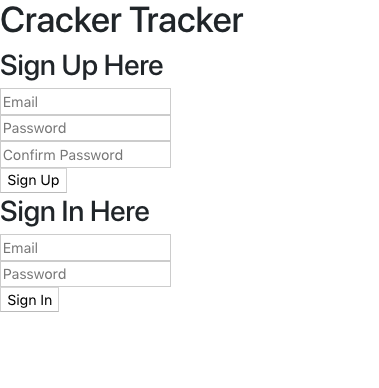 Cracker Tracker
Sign Up Here
Email
Password
Confirm Password
Sign Up
Sign In Here
Email
Password
Sign In